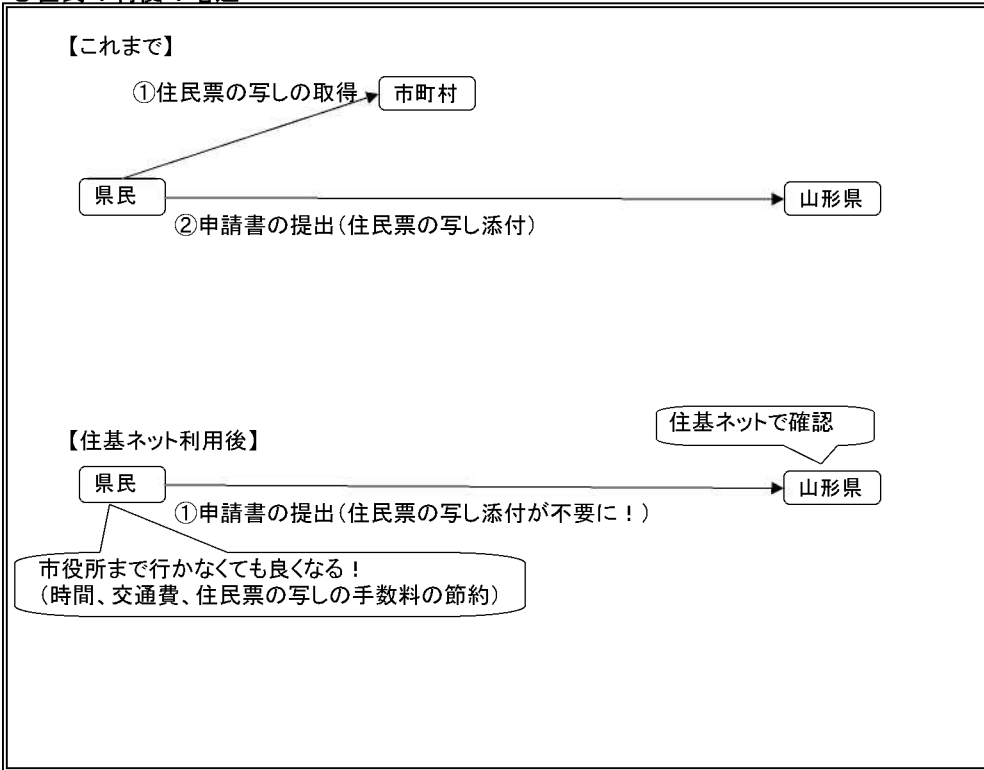 【これまで】
①住民票の写しの取得
市町村
県民
山形県
②申請書の提出(住民票の写し添付)
住基ネットで確認
【住基ネット利用後】
県民
山形県
①申請書の提出(住民票の写し添付が不要に！)
市役所まで行かなくても良くなる！
(時間、交通費、住民票の写しの手数料の節約)